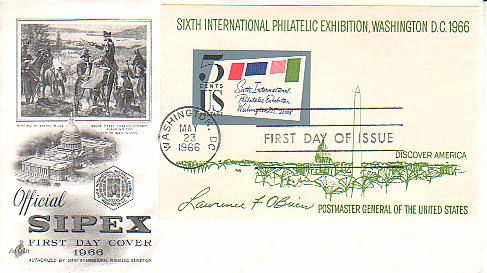 SIXTH INTERNATIONAL PHILATELIC EXHIBITION, WASHINGTON D.C. 1966
5
CENTS
US
Sixth International
Philatelic Exhibition
Washington D.C. 1966
WASHINGTON, D.C.
MAY
23
1966
FIRST DAY OF ISSUE
DISCOVER AMERICA
Lawrence F. O'Brien
POSTMASTER GENERAL OF THE UNITED STATES
Official
SIPEX
FIRST DAY COVER
1966
AUTHORIZED BY SIXTH INTERNATIONAL PHILATELIC EXHIBITION